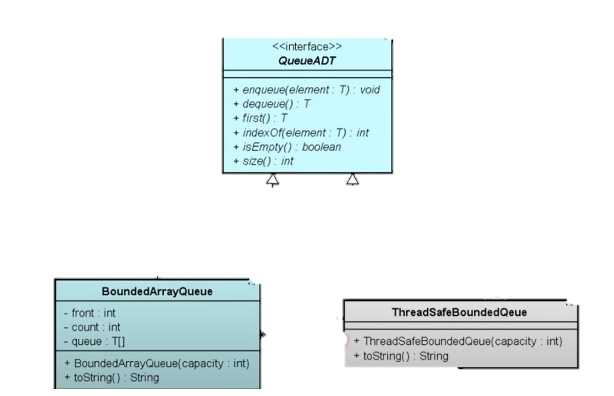 <<interface>>
QueueADT
+ enqueue(element : T) : void
+ dequeue() : T
+ first() : T
+ indexOf(element : T) : int
+ isEmpty() : boolean
+ size() : int
BoundedArrayQueue
- front : int
- count : int
- queue : T[]
+ BoundedArrayQueue(capacity : int)
+ toString() : String
ThreadSafeBoundedQeue
+ ThreadSafeBoundedQeue(capacity : int)
+ toString() : String